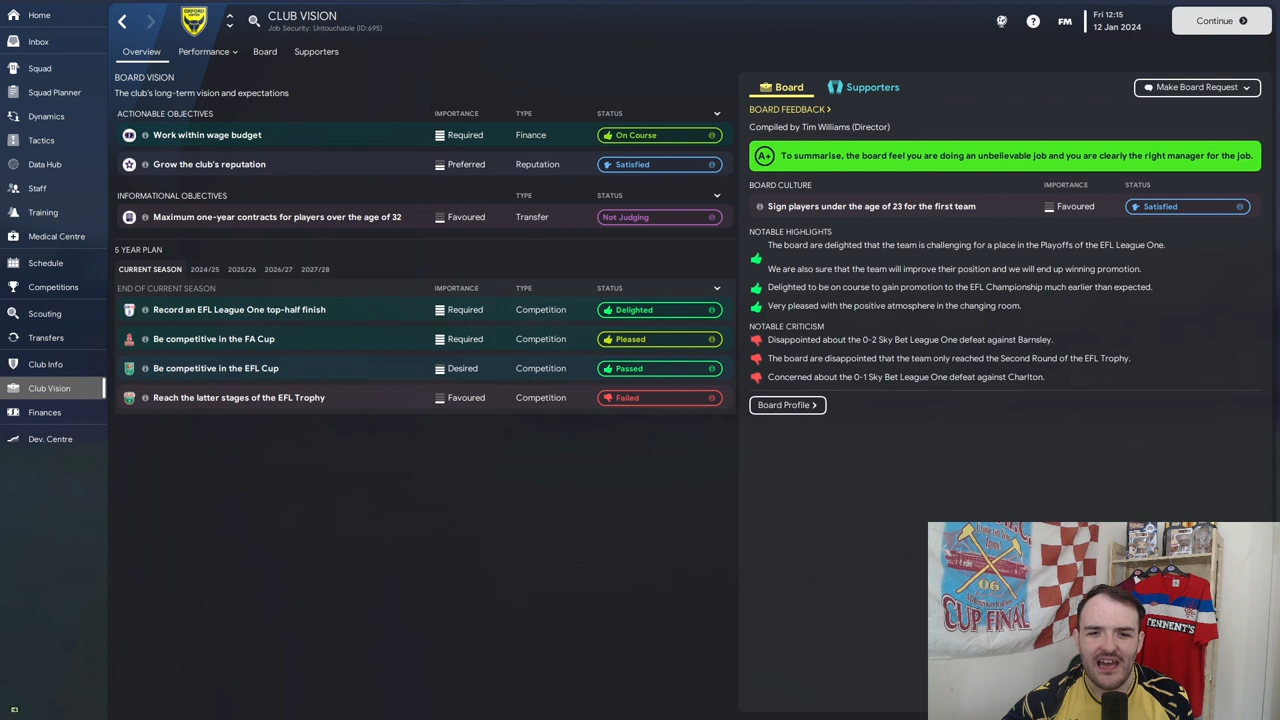 Home
CLUB VISION
Job Security: Untouchable (ID:695)
FM
Fri 12:15
12 Jan 2024
Continue
Inbox
Squad
Squad Planner
Dynamics
Tactics
Data Hub
Staff
Training
Medical Centre
Schedule
Competitions
Scouting
Transfers
Club Info
Club Vision
Finances
Dev. Centre
Overview
Performance
Board
Supporters
BOARD VISION
The club's long-term vision and expectations
ACTIONABLE OBJECTIVES IMPORTANCE TYPE STATUS
Work within wage budget Required Finance On Course
Grow the club's reputation Preferred Reputation Satisfied
INFORMATIONAL OBJECTIVES TYPE STATUS
Maximum one-year contracts for players over the age of 32 Favoured Transfer Not Judging
5 YEAR PLAN
CURRENT SEASON 2024/25 2025/26 2026/27 2027/28
END OF CURRENT SEASON IMPORTANCE TYPE STATUS
Record an EFL League One top-half finish Required Competition Delighted
Be competitive in the FA Cup Required Competition Pleased
Be competitive in the EFL Cup Desired Competition Passed
Reach the latter stages of the EFL Trophy Favoured Competition Failed
Board Supporters Make Board Request
BOARD FEEDBACK
Compiled by Tim Williams (Director)
A+ To summarise, the board feel you are doing an unbelievable job and you are clearly the right manager for the job.
BOARD CULTURE IMPORTANCE STATUS
Sign players under the age of 23 for the first team Favoured Satisfied
NOTABLE HIGHLIGHTS
The board are delighted that the team is challenging for a place in the Playoffs of the EFL League One.
We are also sure that the team will improve their position and we will end up winning promotion.
Delighted to be on course to gain promotion to the EFL Championship much earlier than expected.
Very pleased with the positive atmosphere in the changing room.
NOTABLE CRITICISM
Disappointed about the 0-2 Sky Bet League One defeat against Barnsley.
The board are disappointed that the team only reached the Second Round of the EFL Trophy.
Concerned about the 0-1 Sky Bet League One defeat against Charlton.
Board Profile
06
CUP FINAL
TENNENT'S